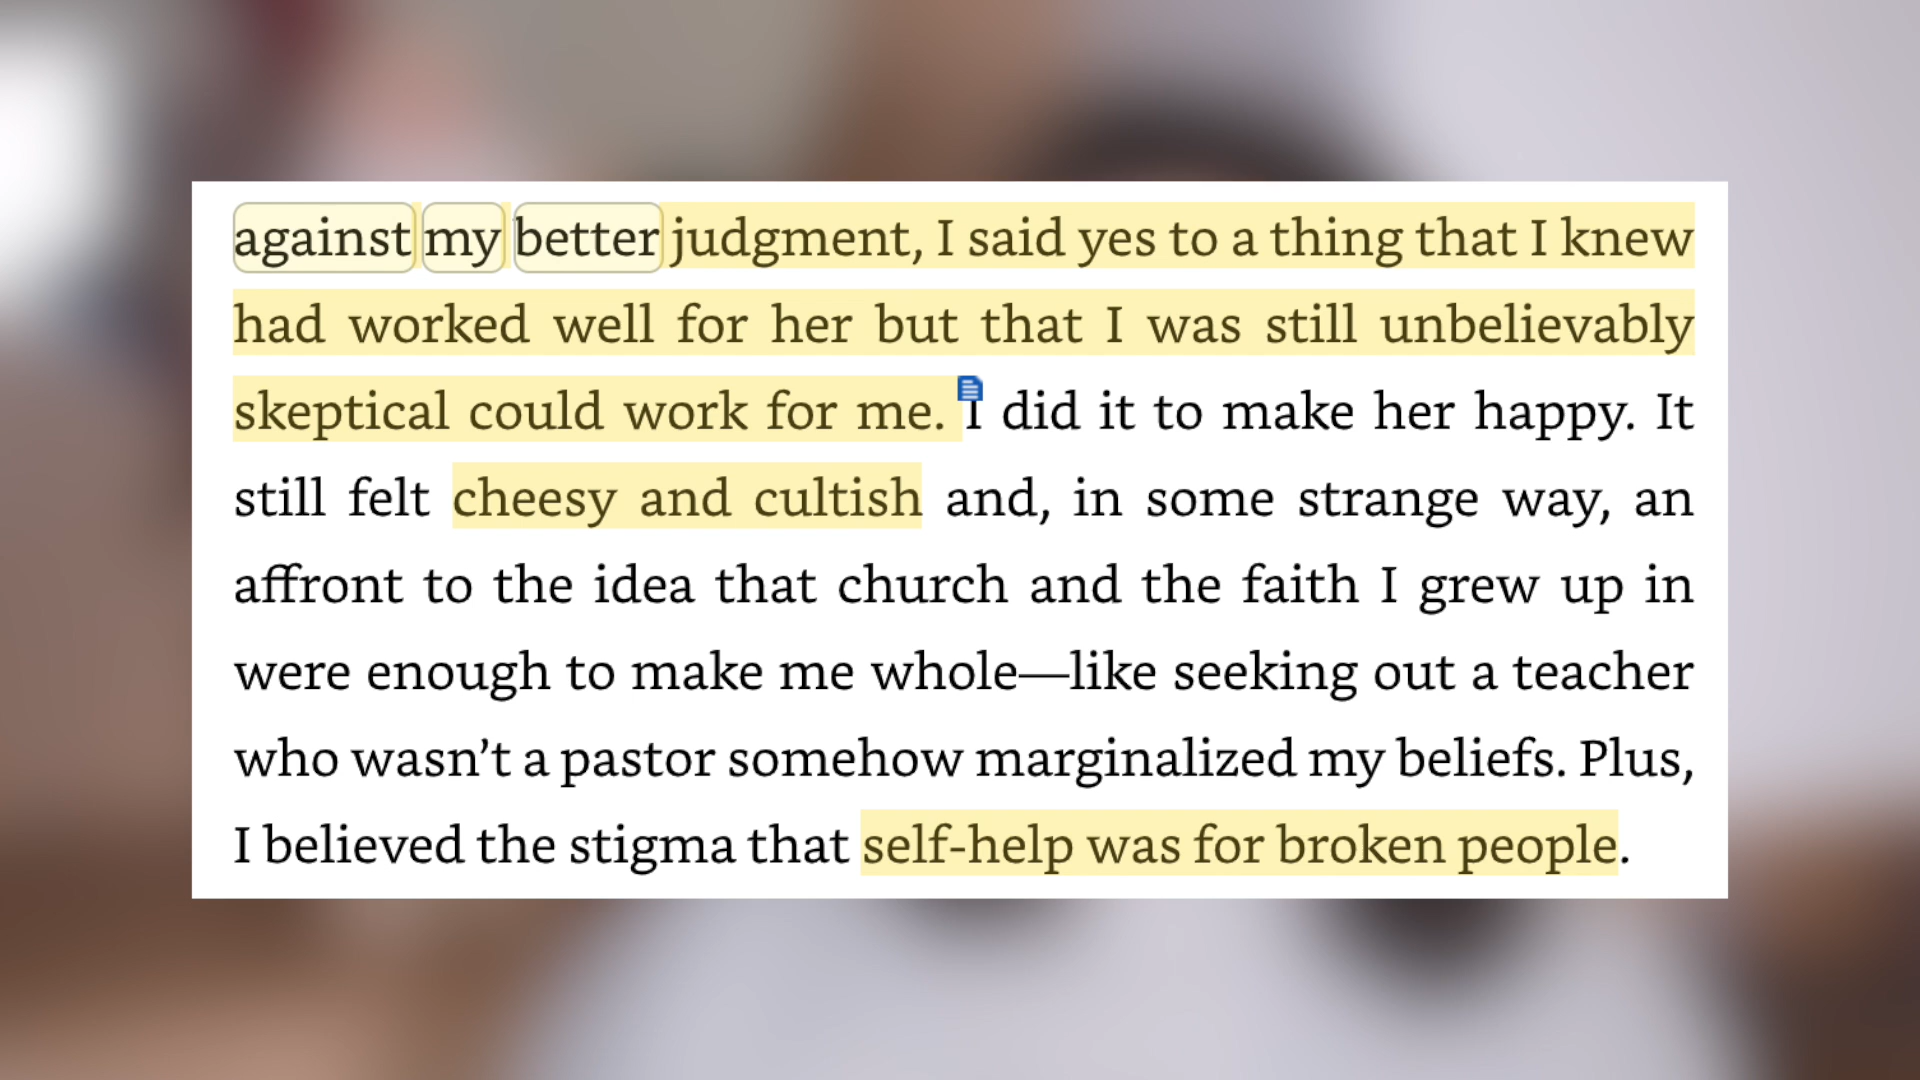 against my better judgment, I said yes to a thing that I knew
had worked well for her but that I was still unbelievably
skeptical could work for me. I did it to make her happy. It
still felt cheesy and cultish and, in some strange way, an
affront to the idea that church and the faith I grew up in
were enough to make me whole—like seeking out a teacher
who wasn’t a pastor somehow marginalized my beliefs. Plus,
I believed the stigma that self-help was for broken people.